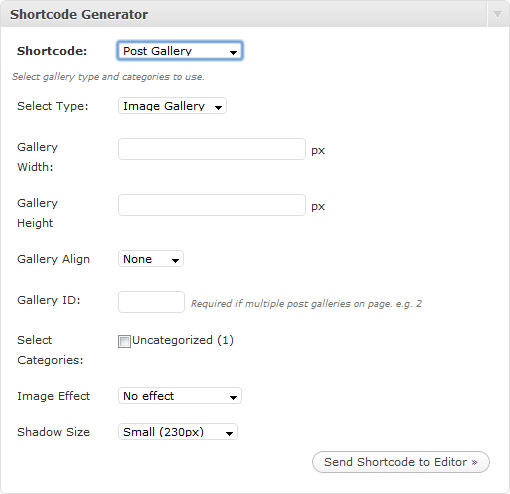 Shortcode Generator
Shortcode: Post Gallery
Select gallery type and categories to use.
Select Type: Image Gallery
Gallery
Width: px
Gallery
Height px
Gallery Align None
Gallery ID: Required if multiple post galleries on page. e.g. 2
Select
Categories: Uncategorized (1)
Image Effect No effect
Shadow Size Small (230px)
Send Shortcode to Editor »